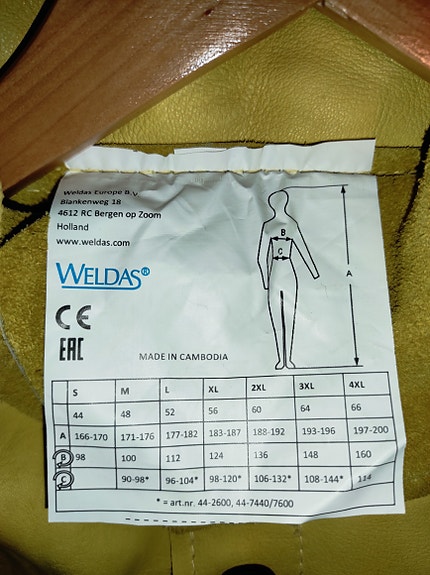 Weldas Europe B.V.
Blankenweg 18
4612 RC Bergen op Zoom
Holland
www.weldas.com
WELDAS®
CE
EAC
MADE IN CAMBODIA
B
C
A
S M L XL 2XL 3XL 4XL
44 48 52 56 60 64 66
A 166-170 171-176 177-182 183-187 188-192 193-196 197-200
B 98 100 112 124 136 148 160
C 90-98* 96-104* 98-120* 106-132* 108-144* 114
* = art.nr. 44-2600, 44-7440/7600